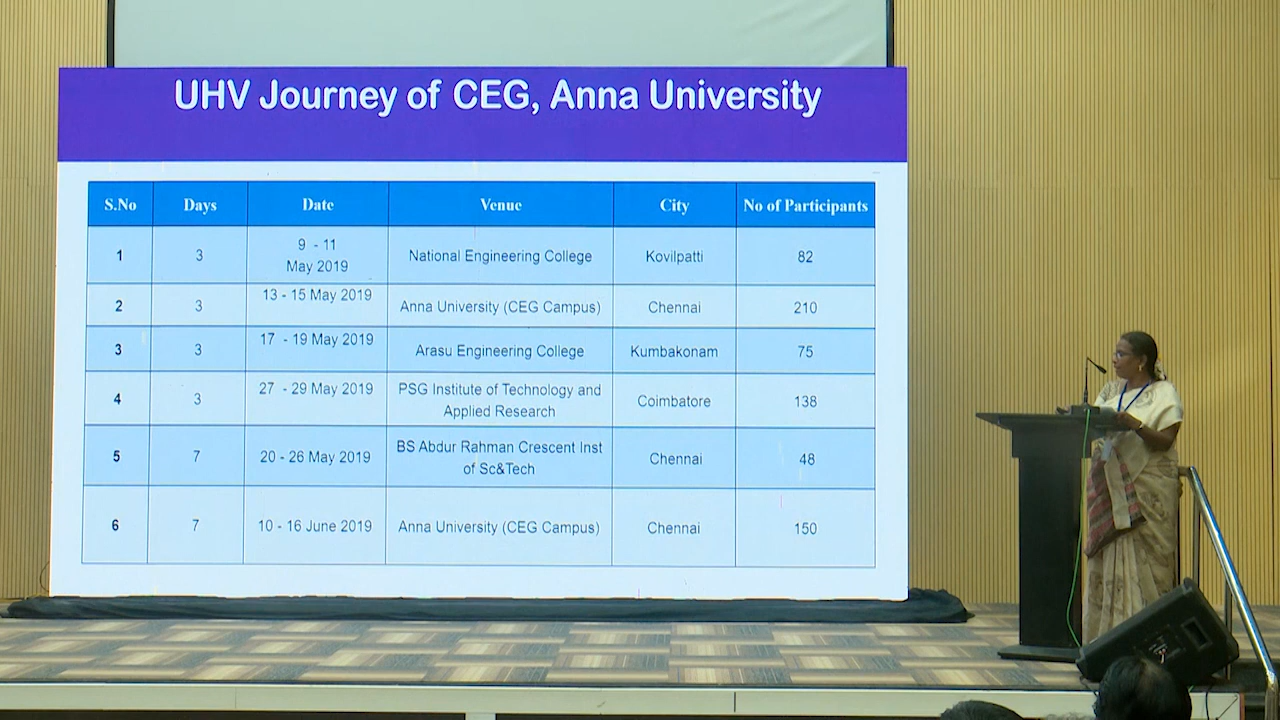 UHV Journey of CEG, Anna University
S.No Days Date Venue City No of Participants
1 3 9 - 11 May 2019 National Engineering College Kovilpatti 82
2 3 13 - 15 May 2019 Anna University (CEG Campus) Chennai 210
3 3 17 - 19 May 2019 Arasu Engineering College Kumbakonam 75
4 3 27 - 29 May 2019 PSG Institute of Technology and Applied Research Coimbatore 138
5 7 20 - 26 May 2019 BS Abdur Rahman Crescent Inst of Sc&Tech Chennai 48
6 7 10 - 16 June 2019 Anna University (CEG Campus) Chennai 150